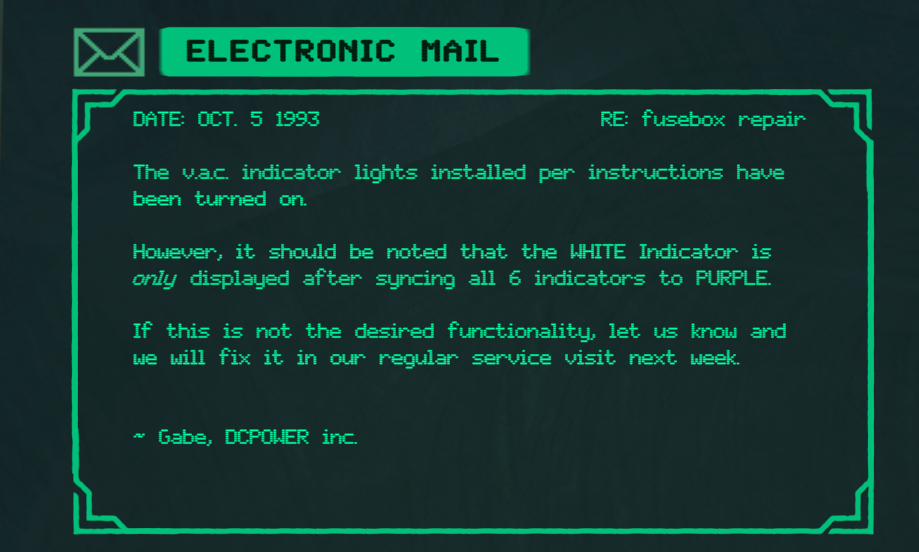 ELECTRONIC MAIL
DATE: OCT. 5 1993 RE: fusebox repair
The v.a.c. indicator lights installed per instructions have
been turned on.
However, it should be noted that the WHITE Indicator is
only displayed after syncing all 6 indicators to PURPLE.
If this is not the desired functionality, let us know and
we will fix it in our regular service visit next week.
~ Gabe, DCPOWER inc.